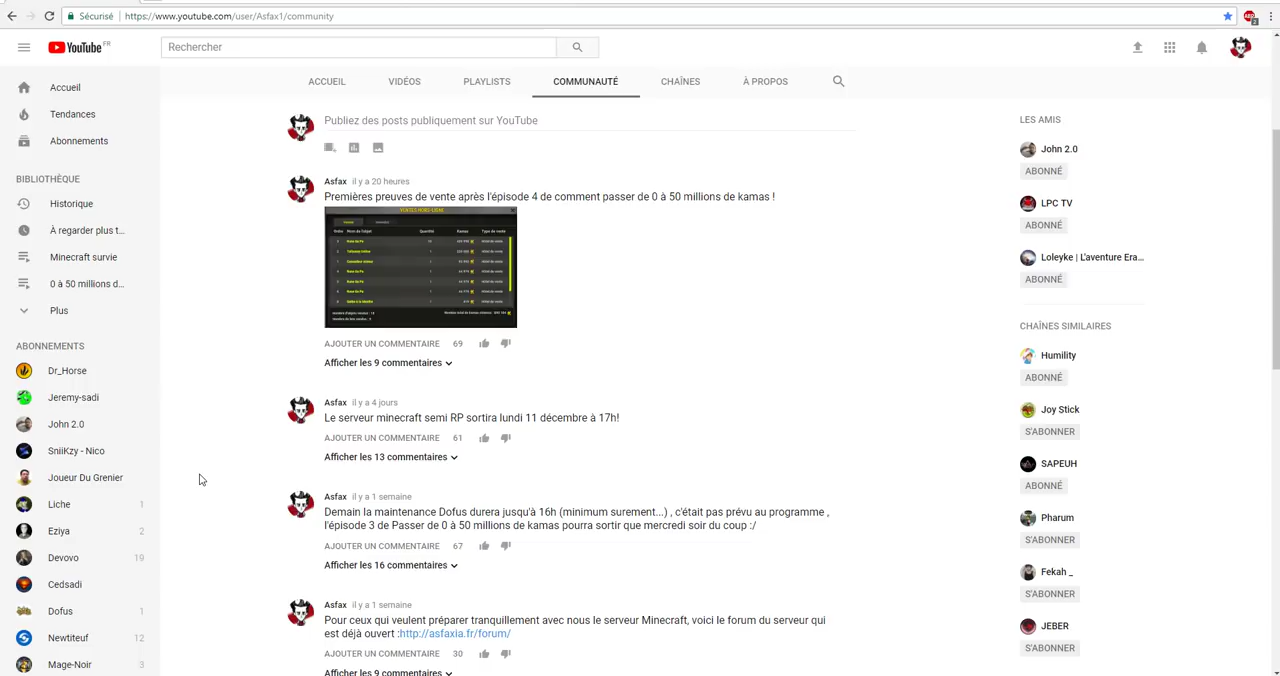 Sécurisé https://www.youtube.com/user/Asfax1/community
YouTube FR
Rechercher
ACCUEIL VIDÉOS PLAYLISTS COMMUNAUTÉ CHAÎNES À PROPOS
Accueil
Tendances
Abonnements
BIBLIOTHÈQUE
Historique
À regarder plus t...
Minecraft survie
0 à 50 millions d...
Plus
ABONNEMENTS
Dr_Horse
Jeremy-sadi
John 2.0
SniiKzy - Nico
Joueur Du Grenier
Liche 1
Eziya 2
Devovo 19
Cedsadi
Dofus 1
Newtiteuf 12
Mage-Noir 3
Publiez des posts publiquement sur YouTube
Asfax il y a 20 heures
Premières preuves de vente après l'épisode 4 de comment passer de 0 à 50 millions de kamas !
VENTES HORS-LIGNE
Nom de l'objet Quantité Kamas Type de vente
AJOUTER UN COMMENTAIRE 69
Afficher les 9 commentaires
Asfax il y a 4 jours
Le serveur minecraft semi RP sortira lundi 11 décembre à 17h!
AJOUTER UN COMMENTAIRE 61
Afficher les 13 commentaires
Asfax il y a 1 semaine
Demain la maintenance Dofus durera jusqu'à 16h (minimum surement...) , c'était pas prévu au programme ,
l'épisode 3 de Passer de 0 à 50 millions de kamas pourra sortir que mercredi soir du coup :/
AJOUTER UN COMMENTAIRE 67
Afficher les 16 commentaires
Asfax il y a 1 semaine
Pour ceux qui veulent préparer tranquillement avec nous le serveur Minecraft, voici le forum du serveur qui
est déjà ouvert :http://asfaxia.fr/forum/
AJOUTER UN COMMENTAIRE 30
Afficher les 9 commentaires
LES AMIS
John 2.0
ABONNÉ
LPC TV
ABONNÉ
Loleyke | L'aventure Era...
ABONNÉ
CHAÎNES SIMILAIRES
Humility
ABONNÉ
Joy Stick
S'ABONNER
SAPEUH
ABONNÉ
Pharum
S'ABONNER
Fekah _
S'ABONNER
JEBER
S'ABONNER